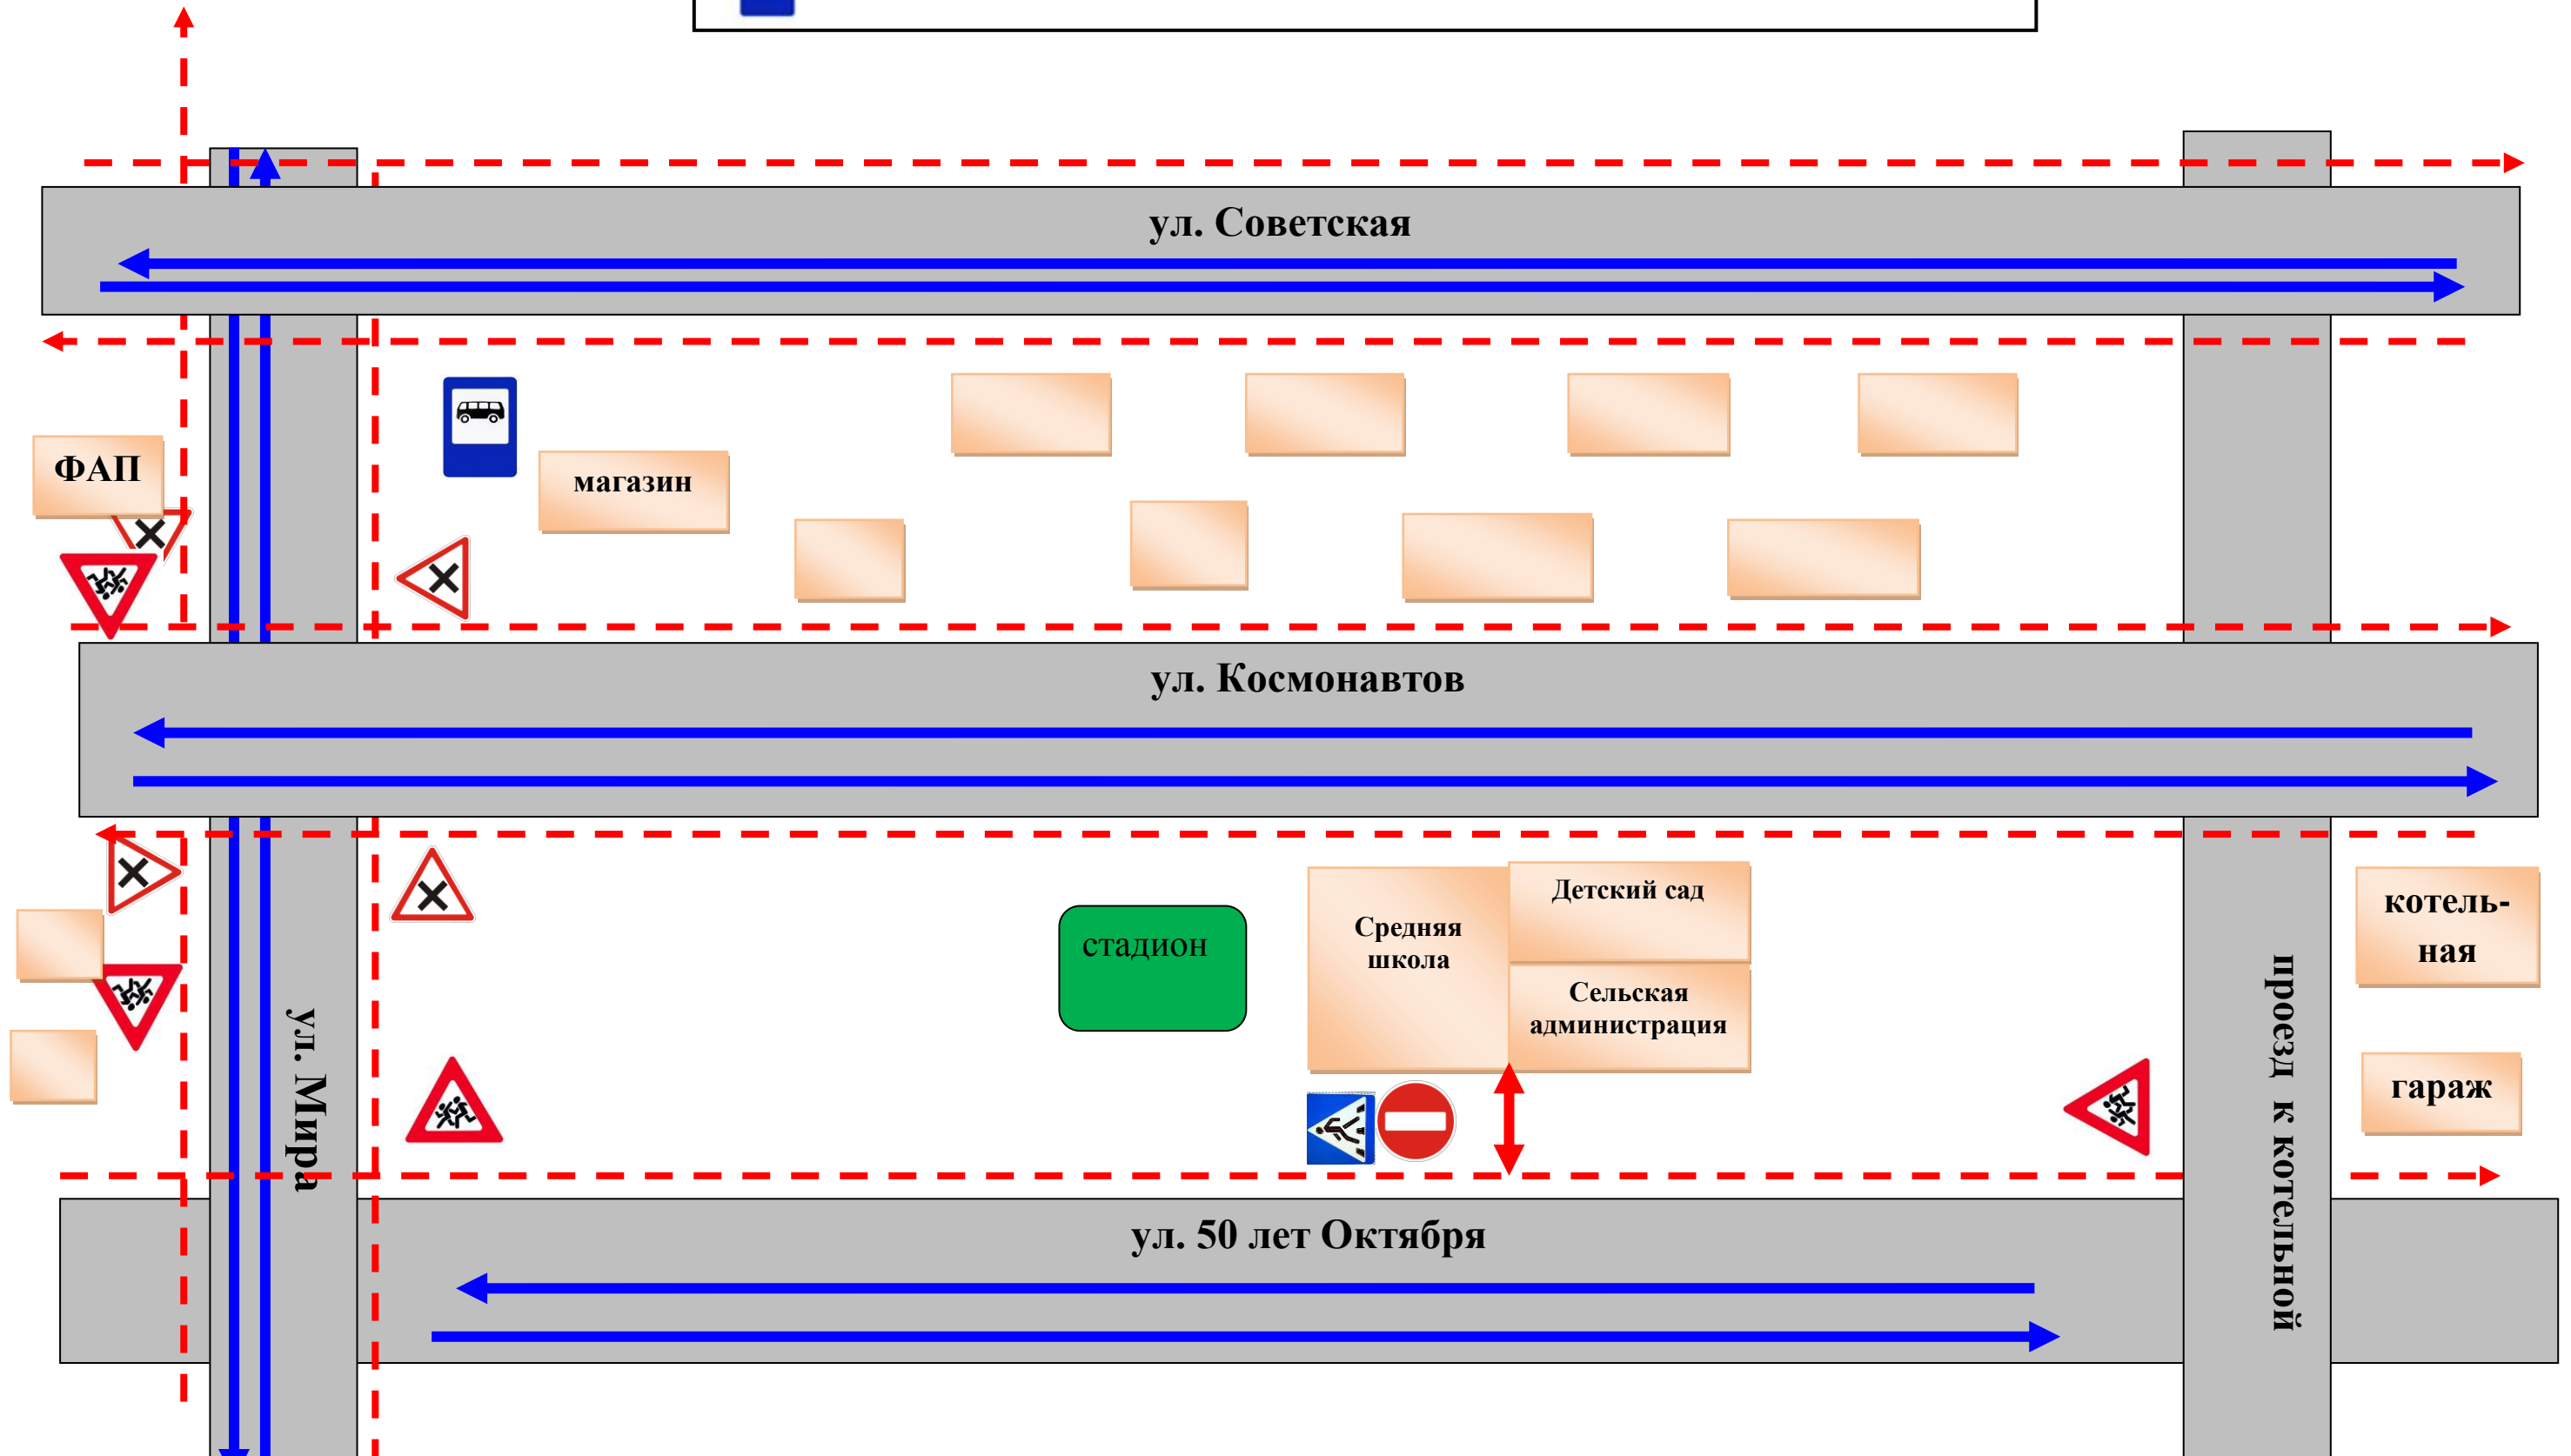 ул. Советская
ФАП
магазин
ул. Космонавтов
Средняя
школа
Детский сад
Сельская
администрация
стадион
котель-
ная
гараж
ул. Мира
проезд к котельной
ул. 50 лет Октября